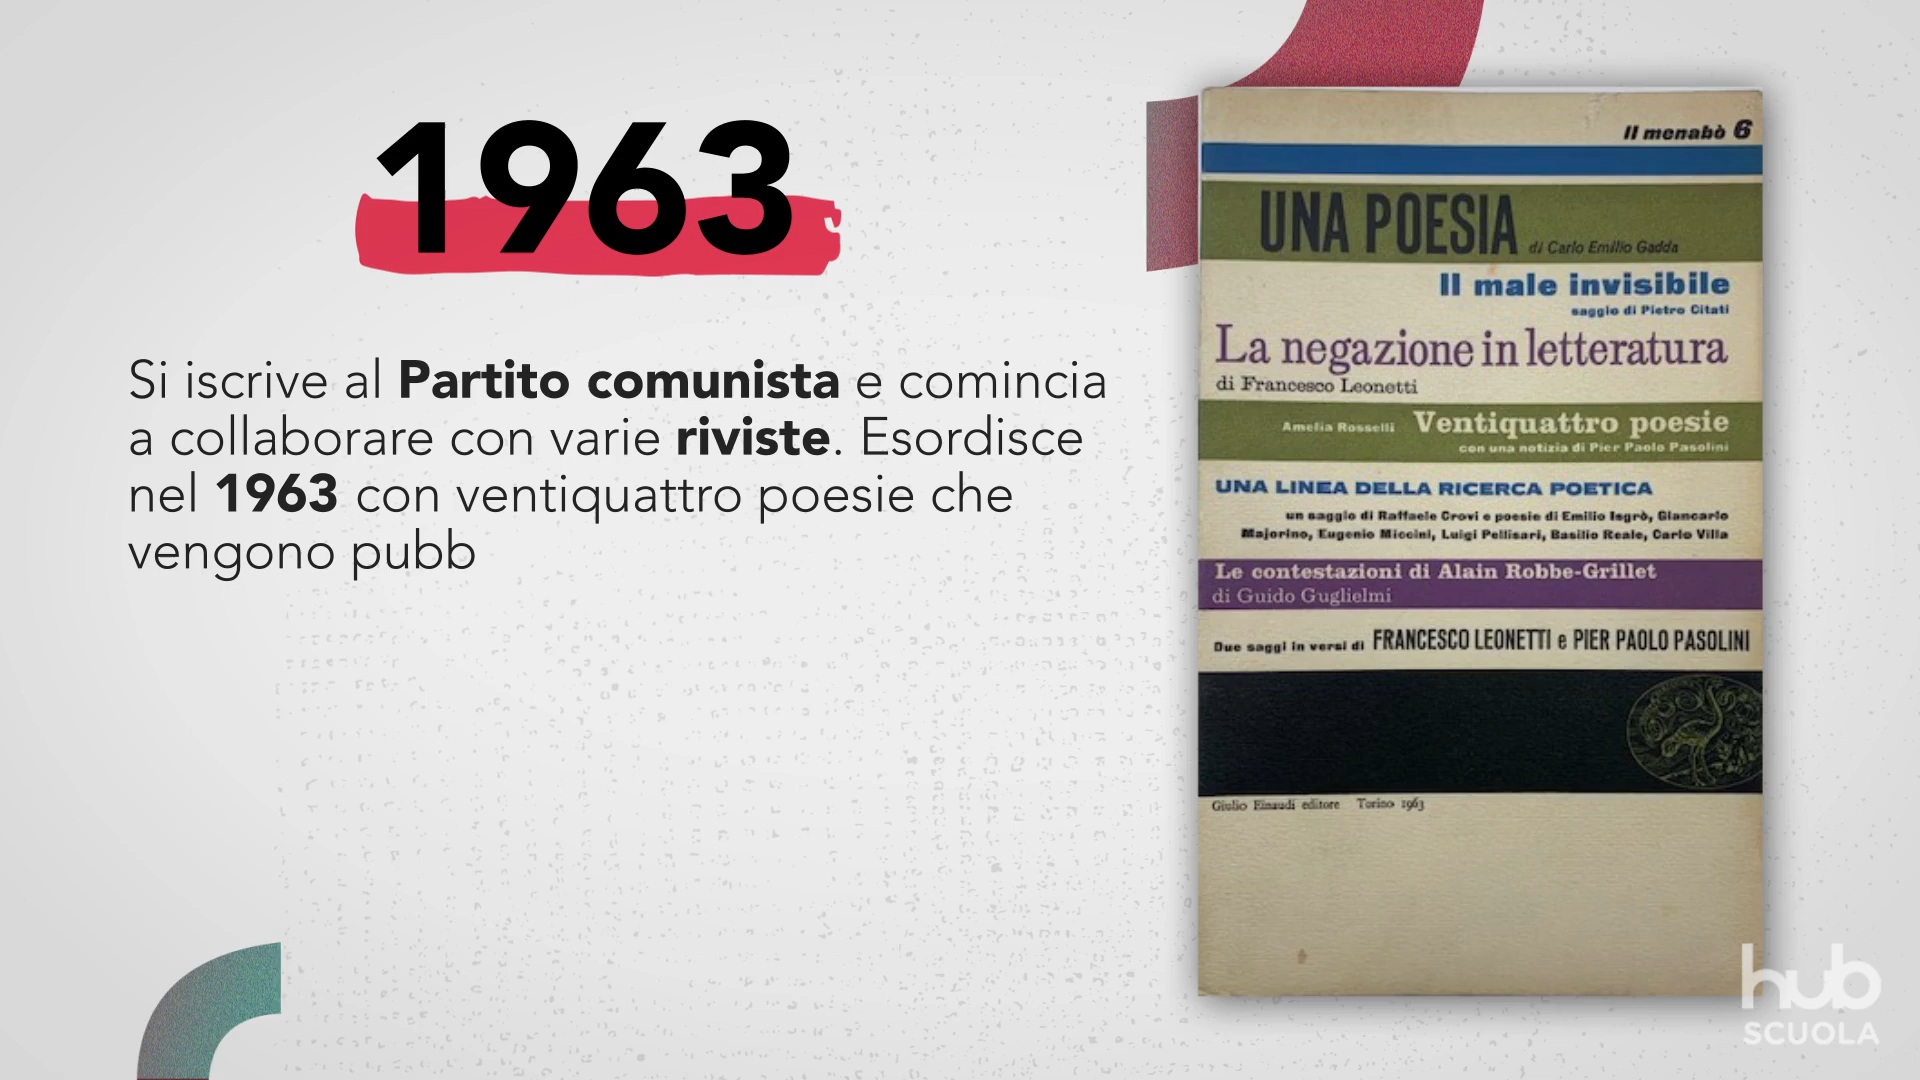 1963
Si iscrive al Partito comunista e comincia
a collaborare con varie riviste. Esordisce
nel 1963 con ventiquattro poesie che
vengono pubb
Il menabò 6
UNA POESIA di Carlo Emilio Gadda
Il male invisibile
saggio di Pietro Citati
La negazione in letteratura
di Francesco Leonetti
Amelia Rosselli Ventiquattro poesie
con una notizia di Pier Paolo Pasolini
UNA LINEA DELLA RICERCA POETICA
un saggio di Raffaele Crovi e poesie di Emilio Isgrò, Giancarlo
Majorino, Eugenio Miccini, Luigi Pellisari, Basilio Reale, Carlo Villa
Le contestazioni di Alain Robbe-Grillet
di Guido Guglielmi
Due saggi in versi di FRANCESCO LEONETTI e PIER PAOLO PASOLINI
Giulio Einaudi editore Torino 1963
hub
SCUOLA